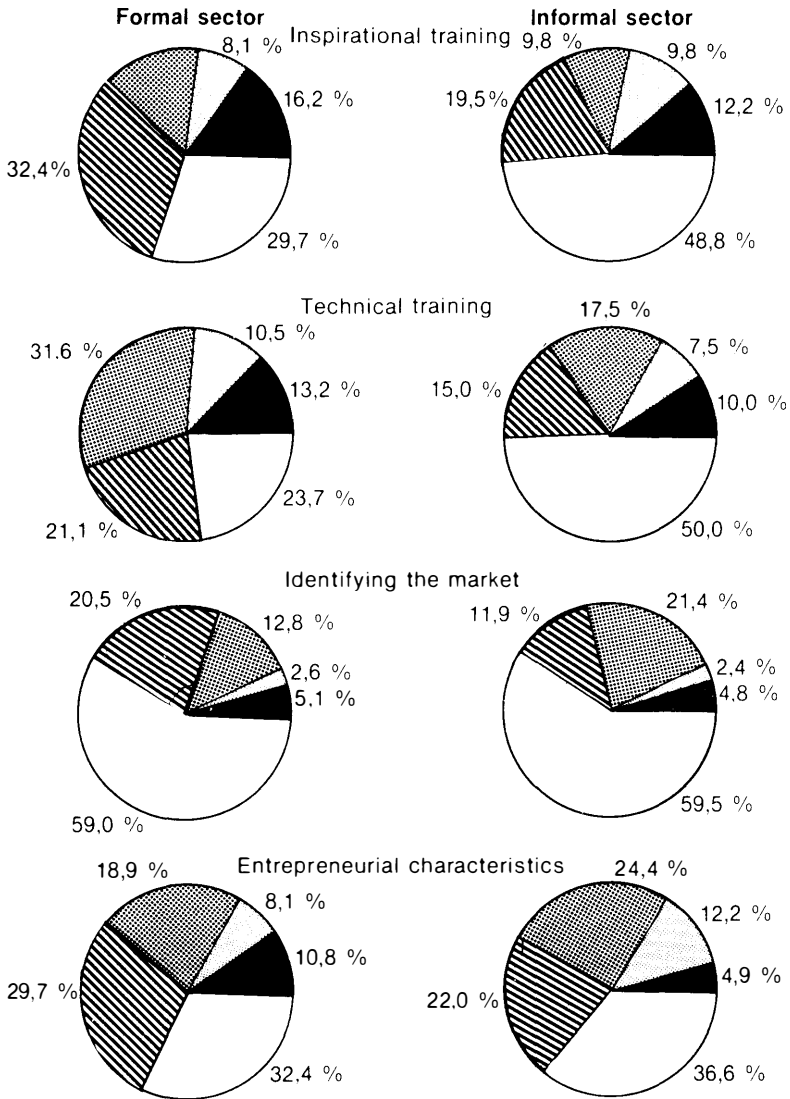 Formal sector Informal sector
Inspirational training
8,1 % 9,8 % 9,8 %
16,2 % 19,5% 12,2 %
32,4%
29,7 % 48,8 %
Technical training
17,5 %
31.6 % 10,5 % 7,5 %
13,2 % 15,0 % 10,0 %
23,7 %
21,1 % 50,0 %
Identifying the market
20,5 % 12,8 % 11,9 % 21,4 %
2,6 % 2,4 %
5,1 % 4,8 %
59,0 % 59,5 %
Entrepreneurial characteristics
18,9 % 24,4 %
8,1 % 12,2 %
10,8 % 4,9 %
29,7 % 22,0 %
32,4 % 36,6 %